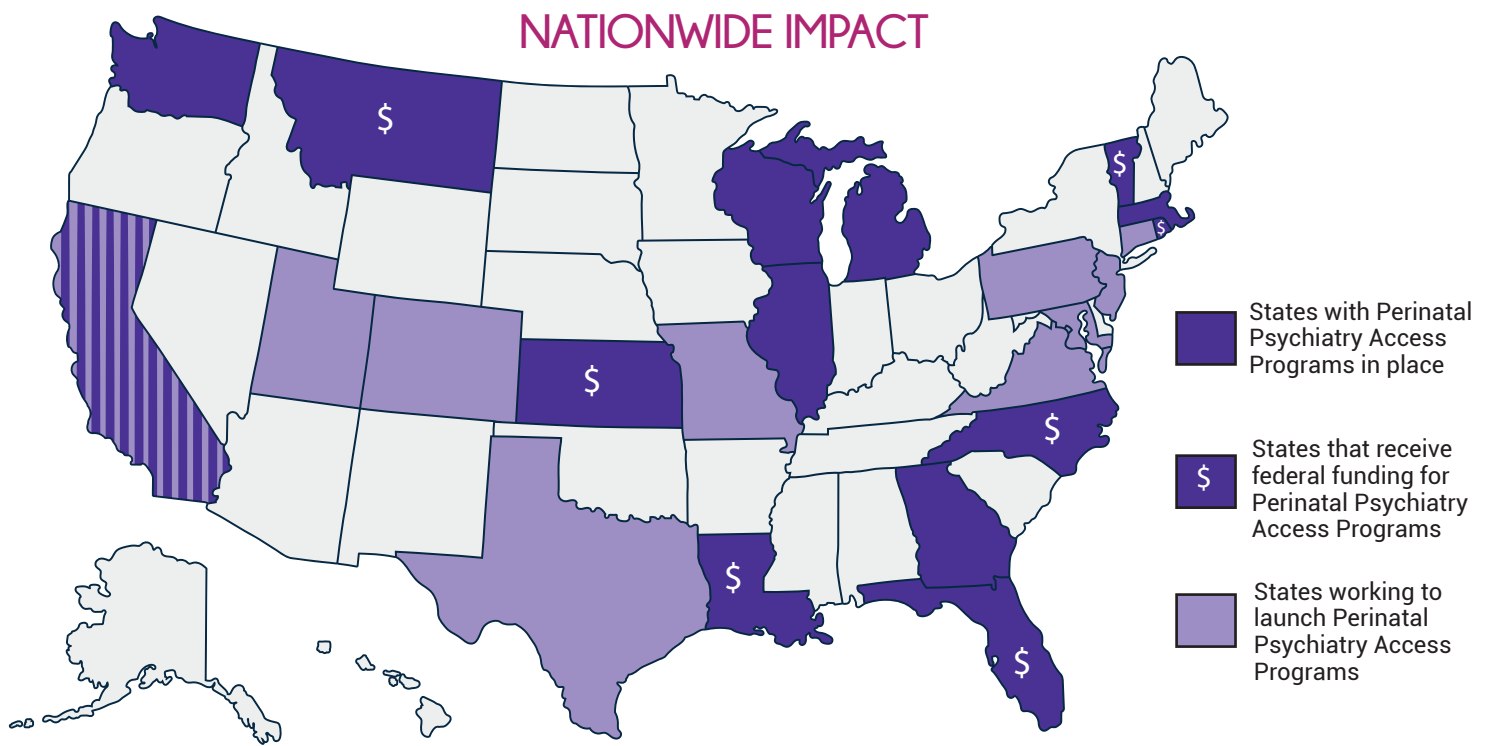 NATIONWIDE IMPACT
$
$
$
$
$
$
$
States with Perinatal
Psychiatry Access
Programs in place
$
States that receive
federal funding for
Perinatal Psychiatry
Access Programs
States working to
launch Perinatal
Psychiatry Access
Programs